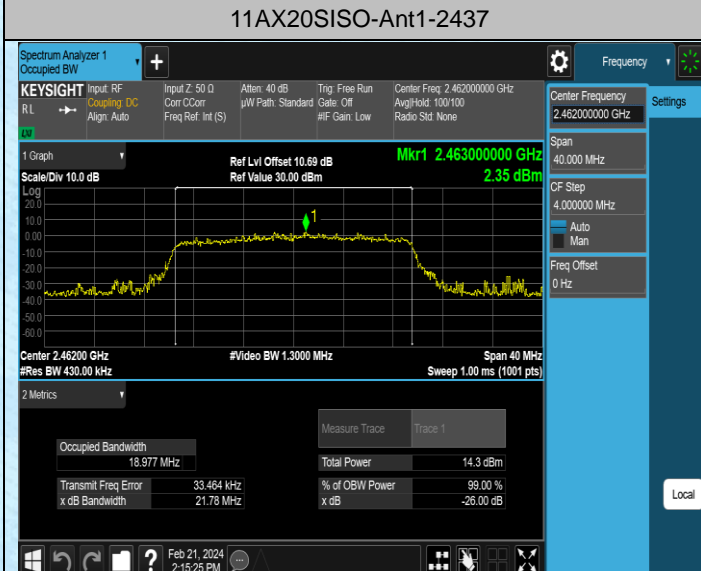 11AX20SISO-Ant1-2437
Spectrum Analyzer 1
Occupied BW
Frequency
KEYSIGHT
RL
LXI
Input: RF
Coupling: DC
Align: Auto
Input Z: 50 Ω
Corr CCorr
Freq Ref: Int (S)
Atten: 40 dB
µW Path: Standard
Trig: Free Run
Gate: Off
#IF Gain: Low
Center Freq: 2.462000000 GHz
Avg|Hold: 100/100
Radio Std: None
Center Frequency
2.462000000 GHz
Settings
Span
40.000 MHz
CF Step
4.000000 MHz
Auto
Man
Freq Offset
0 Hz
1 Graph
Scale/Div 10.0 dB
Ref Lvl Offset 10.69 dB
Ref Value 30.00 dBm
Mkr1 2.463000000 GHz
2.35 dBm
Log
20.0
10.0
0.00
-10.0
-20.0
-30.0
-40.0
-50.0
-60.0
1
Center 2.46200 GHz
#Res BW 430.00 kHz
#Video BW 1.3000 MHz
Span 40 MHz
Sweep 1.00 ms (1001 pts)
2 Metrics
Measure Trace Trace 1
Occupied Bandwidth
18.977 MHz
Total Power 14.3 dBm
Transmit Freq Error 33.464 kHz
% of OBW Power 99.00 %
x dB Bandwidth 21.78 MHz
x dB -26.00 dB
Local
?
Feb 21, 2024
2:15:25 PM